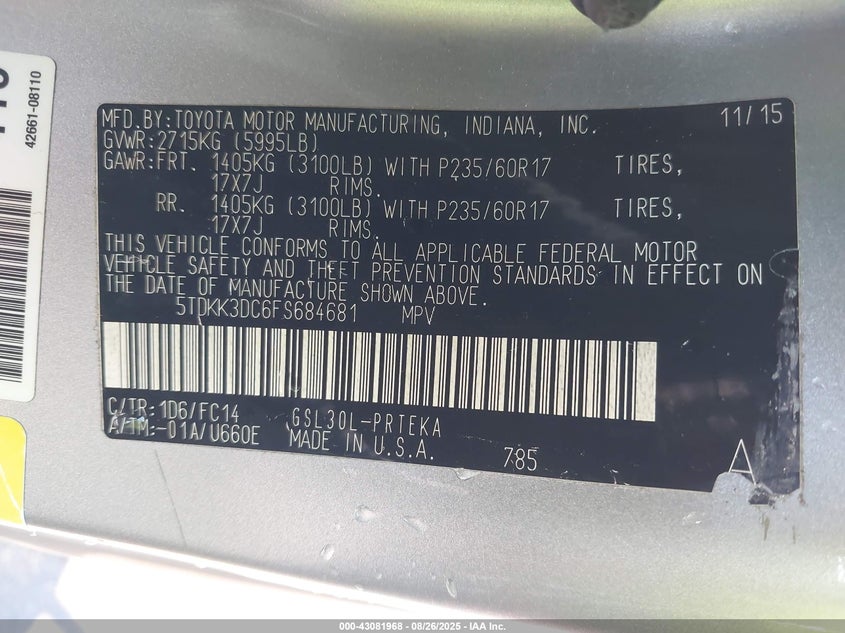 42661-08110
MFD.BY:TOYOTA MOTOR MANUFACTURING, INDIANA, INC. 11/15
GVWR:2715KG (5995LB)
GAWR:FRT. 1405KG (3100LB) WITH P235/60R17 TIRES,
17X7J RIMS.
RR. 1405KG (3100LB) WITH P235/60R17 TIRES,
17X7J RIMS.
THIS VEHICLE CONFORMS TO ALL APPLICABLE FEDERAL MOTOR
VEHICLE SAFETY AND THEFT PREVENTION STANDARDS IN EFFECT ON
THE DATE OF MANUFACTURE SHOWN ABOVE.
5TDKK3DC6FS684681 MPV
C/TR:1D6/FC14 GSL30L-PRTEKA
A/TM:-01A/U660E MADE IN U.S.A. 785 A
000-43081968 - 08/26/2025 - IAA Inc.